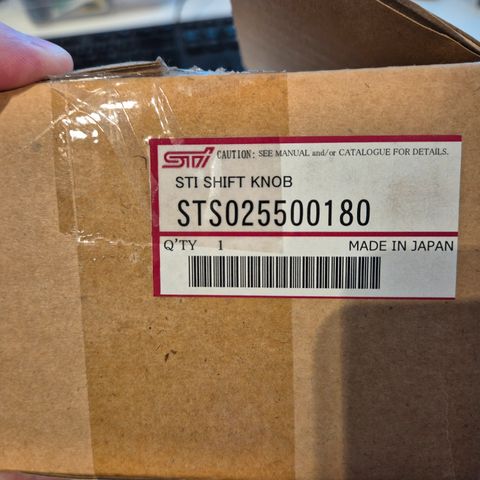 STI CAUTION: SEE MANUAL and/or CATALOGUE FOR DETAILS.
STI SHIFT KNOB
STS025500180
Q'TY 1 MADE IN JAPAN